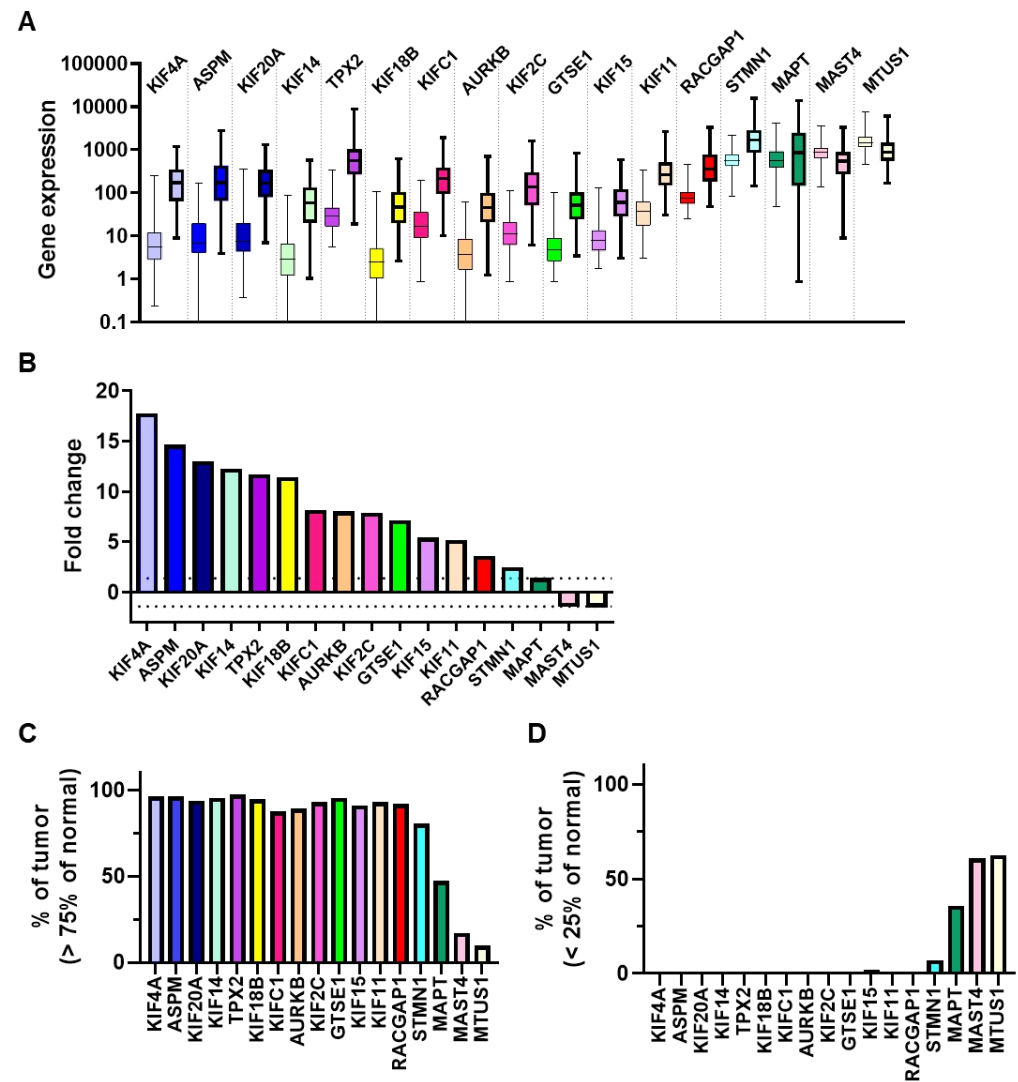 A
KIF4A ASPM KIF20A KIF14 TPX2 KIF18B KIFC1 AURKB KIF2C GTSE1 KIF15 KIF11 RACGAP1 STMN1 MAPT MAST4 MTUS1
Gene expression
100000
10000
1000
100
10
1
0.1
B
Fold change
20
15
10
5
0
KIF4A ASPM KIF20A KIF14 TPX2 KIF18B KIFC1 AURKB KIF2C GTSE1 KIF15 KIF11 RACGAP1 STMN1 MAPT MAST4 MTUS1
C
% of tumor
(> 75% of normal)
100
50
0
KIF4A ASPM KIF20A KIF14 TPX2 KIF18B KIFC1 AURKB KIF2C GTSE1 KIF15 KIF11 RACGAP1 STMN1 MAPT MAST4 MTUS1
D
% of tumor
(< 25% of normal)
100
50
0
KIF4A ASPM KIF20A KIF14 TPX2 KIF18B KIFC1 AURKB KIF2C GTSE1 KIF15 KIF11 RACGAP1 STMN1 MAPT MAST4 MTUS1